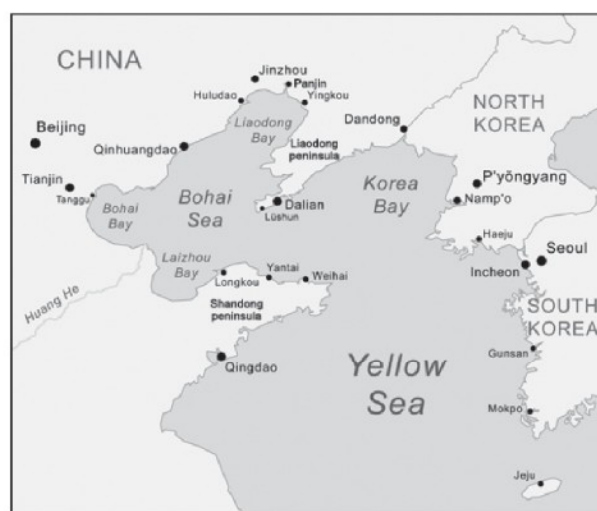 CHINA
Jinzhou
Panjin
Huludao
Yingkou
Liaodong
Bay
NORTH
KOREA
Dandong
Beijing
Qinhuangdao
Liaodong
peninsula
Tianjin
Tanggu
Bohai
Sea
Korea
Bay
P'yŏngyang
Namp'o
Dalian
Lüshun
Bohai
Bay
Haeju
Laizhou
Bay
Seoul
Incheon
Longkou
Yantai
Weihai
Huang He
Shandong
peninsula
SOUTH
KOREA
Qingdao
Yellow
Sea
Gunsan
Mokpo
Jeju